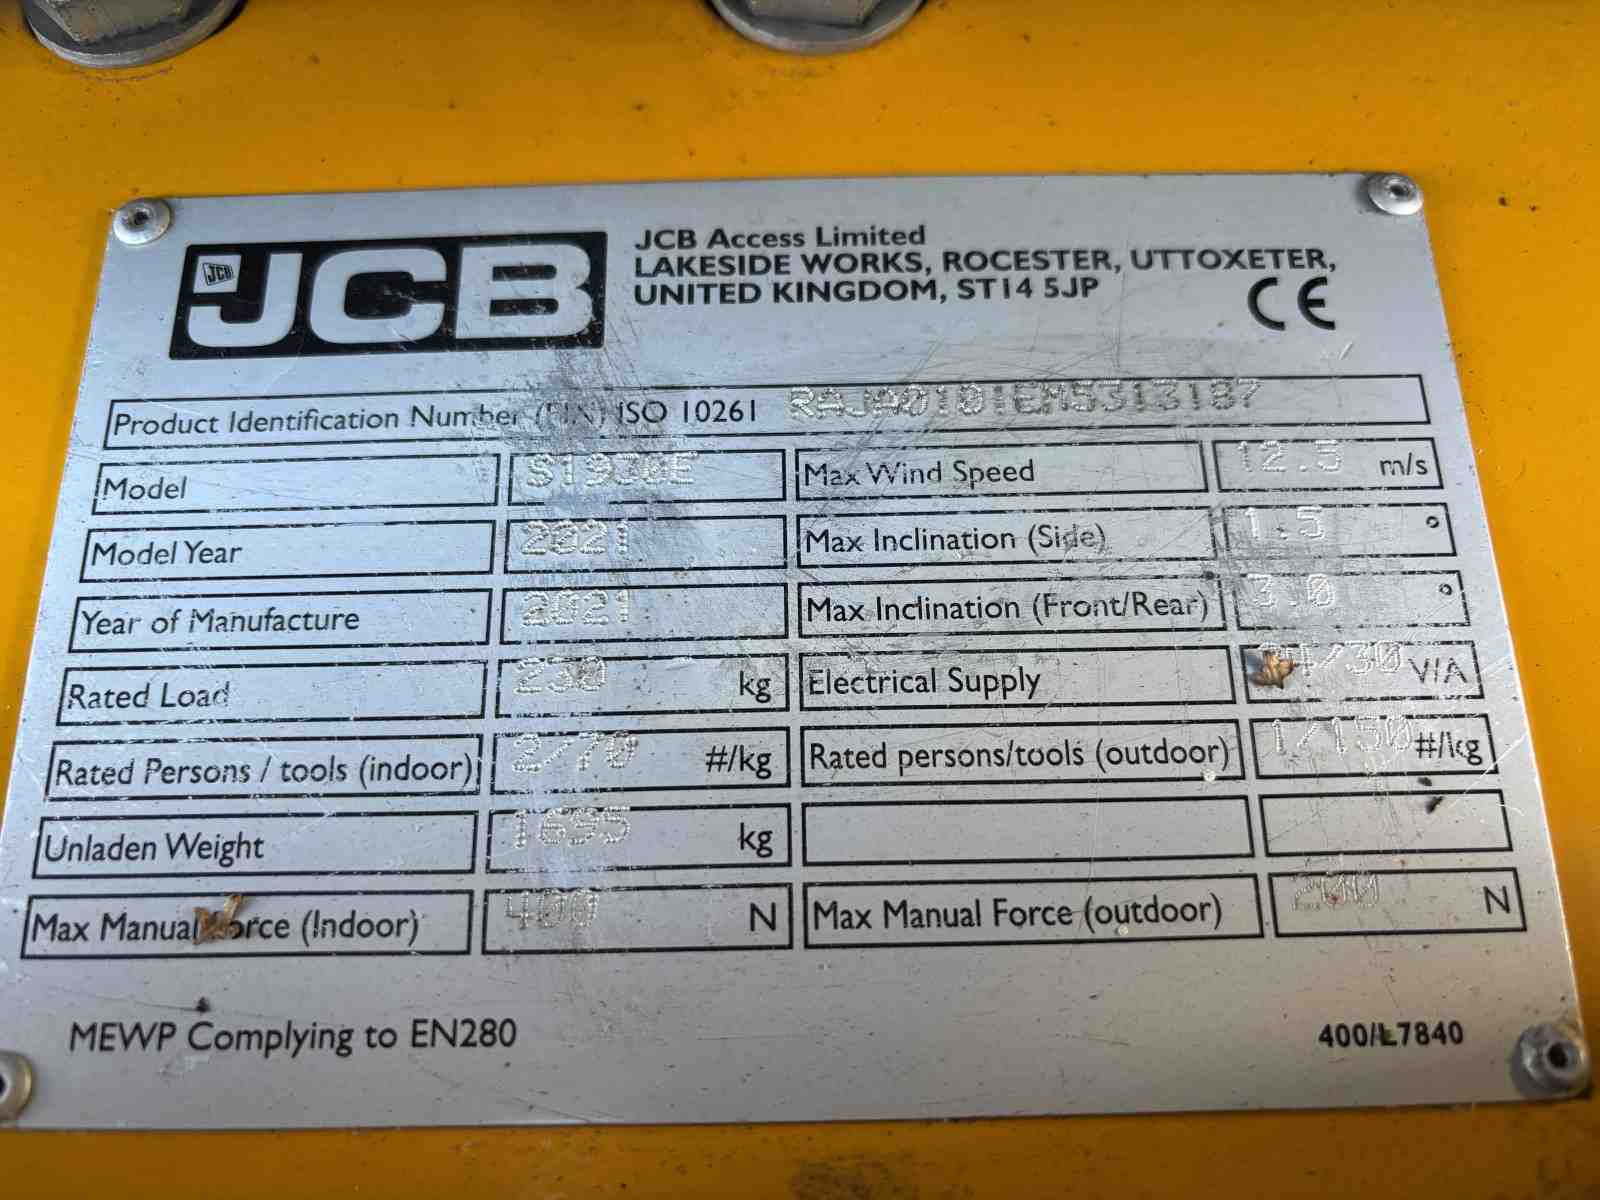 JCB
JCB
JCB Access Limited
LAKESIDE WORKS, ROCESTER, UTTOXETER,
UNITED KINGDOM, ST14 5JP
CE
Product Identification Number (PIN) ISO 10261 RAJA0101EM5313187
Model S1930E
Max Wind Speed 12.5 m/s
Model Year 2021
Max Inclination (Side) 1.5 °
Year of Manufacture 2021
Max Inclination (Front/Rear) 3.0 °
Rated Load 230 kg
Electrical Supply 24/30 V/A
Rated Persons / tools (indoor) 2/70 #/kg
Rated persons/tools (outdoor) 1/150 #/kg
Unladen Weight 1695 kg
Max Manual Force (Indoor) 400 N
Max Manual Force (outdoor) 200 N
MEWP Complying to EN280
400/L7840